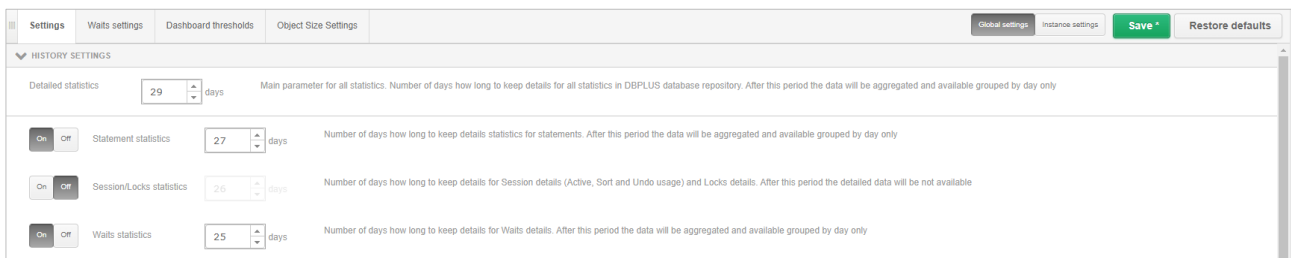 Settings Waits settings Dashboard thresholds Object Size Settings Global settings Instance settings Save * Restore defaults
HISTORY SETTINGS
Detailed statistics 29 days Main parameter for all statistics. Number of days how long to keep details for all statistics in DBPLUS database repository. After this period the data will be aggregated and available grouped by day only
On Off Statement statistics 27 days Number of days how long to keep details statistics for statements. After this period the data will be aggregated and available grouped by day only
On Off Session/Locks statistics 26 days Number of days how long to keep details for Session details (Active, Sort and Undo usage) and Locks details. After this period the detailed data will be not available
On Off Waits statistics 25 days Number of days how long to keep details for Waits details. After this period the data will be aggregated and available grouped by day only